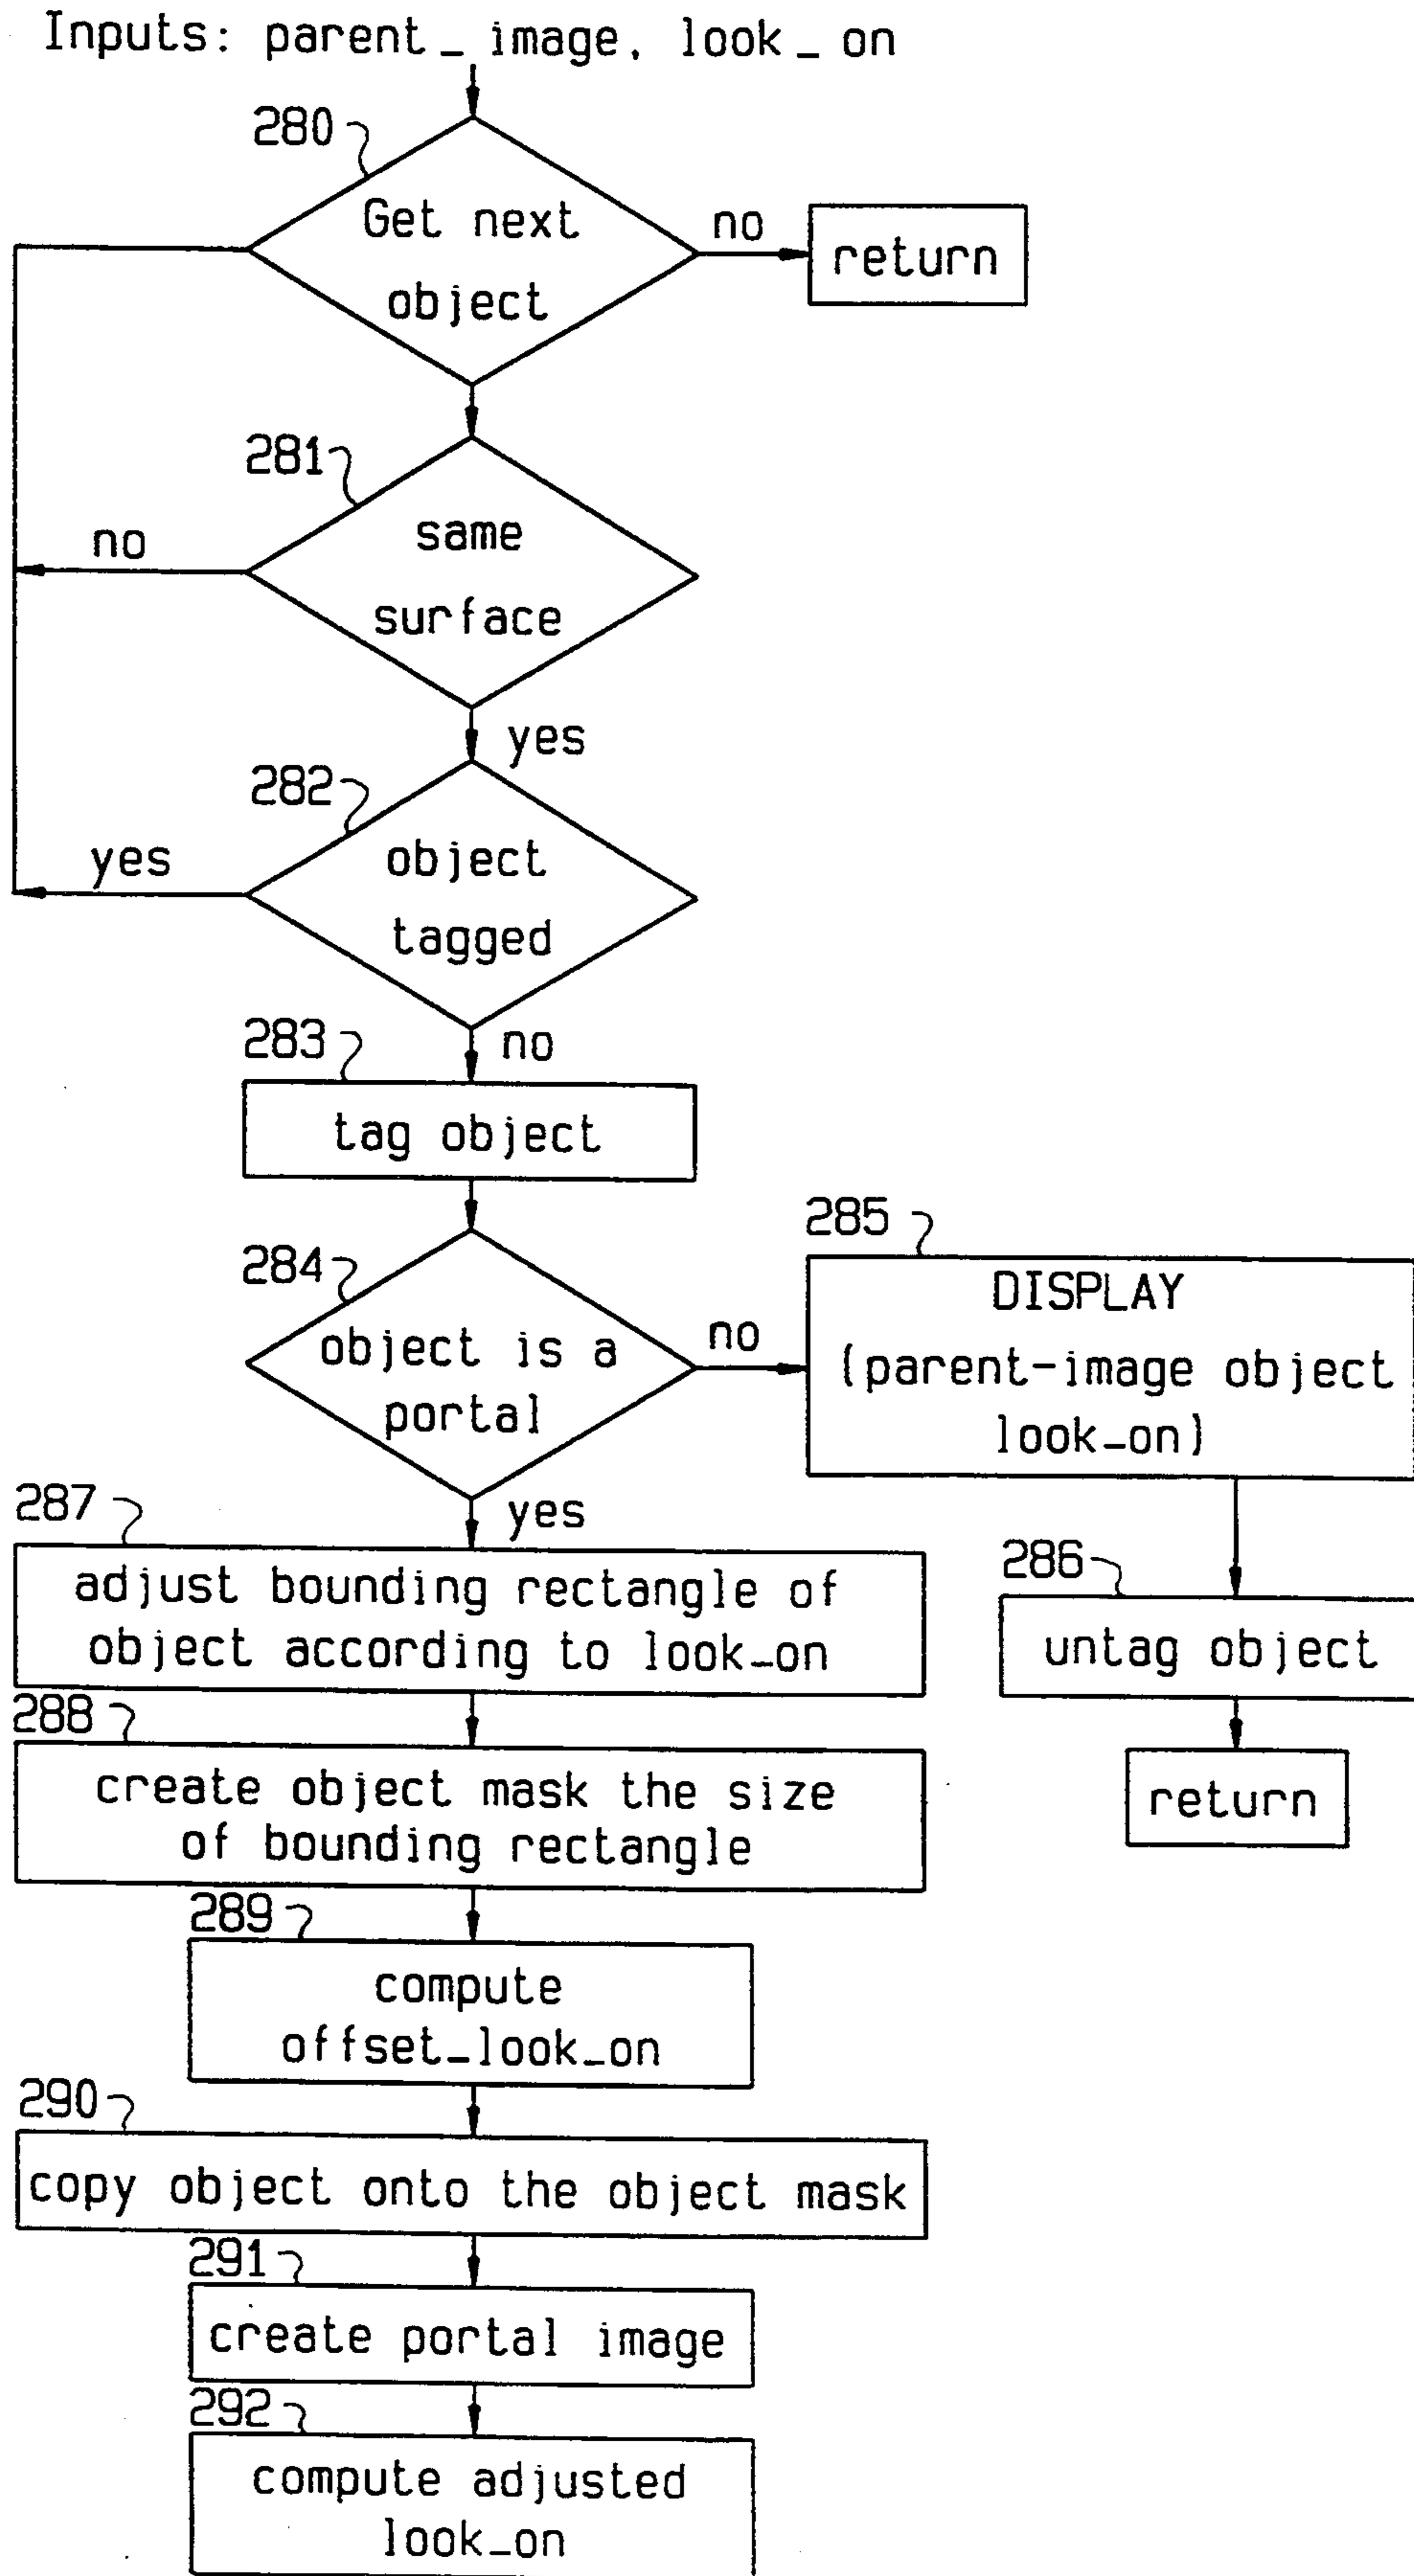 Inputs: parent_ image, look_ on
280
Get next
object
no
return
281
same
surface
no
yes
282
object
tagged
yes
no
283
tag object
284
object is a
portal
no
285
DISPLAY
(parent-image object
look_on)
yes
286
untag object
return
287
adjust bounding rectangle of
object according to look_on
288
create object mask the size
of bounding rectangle
289
compute
offset_look_on
290
copy object onto the object mask
291
create portal image
292
compute adjusted
look_on